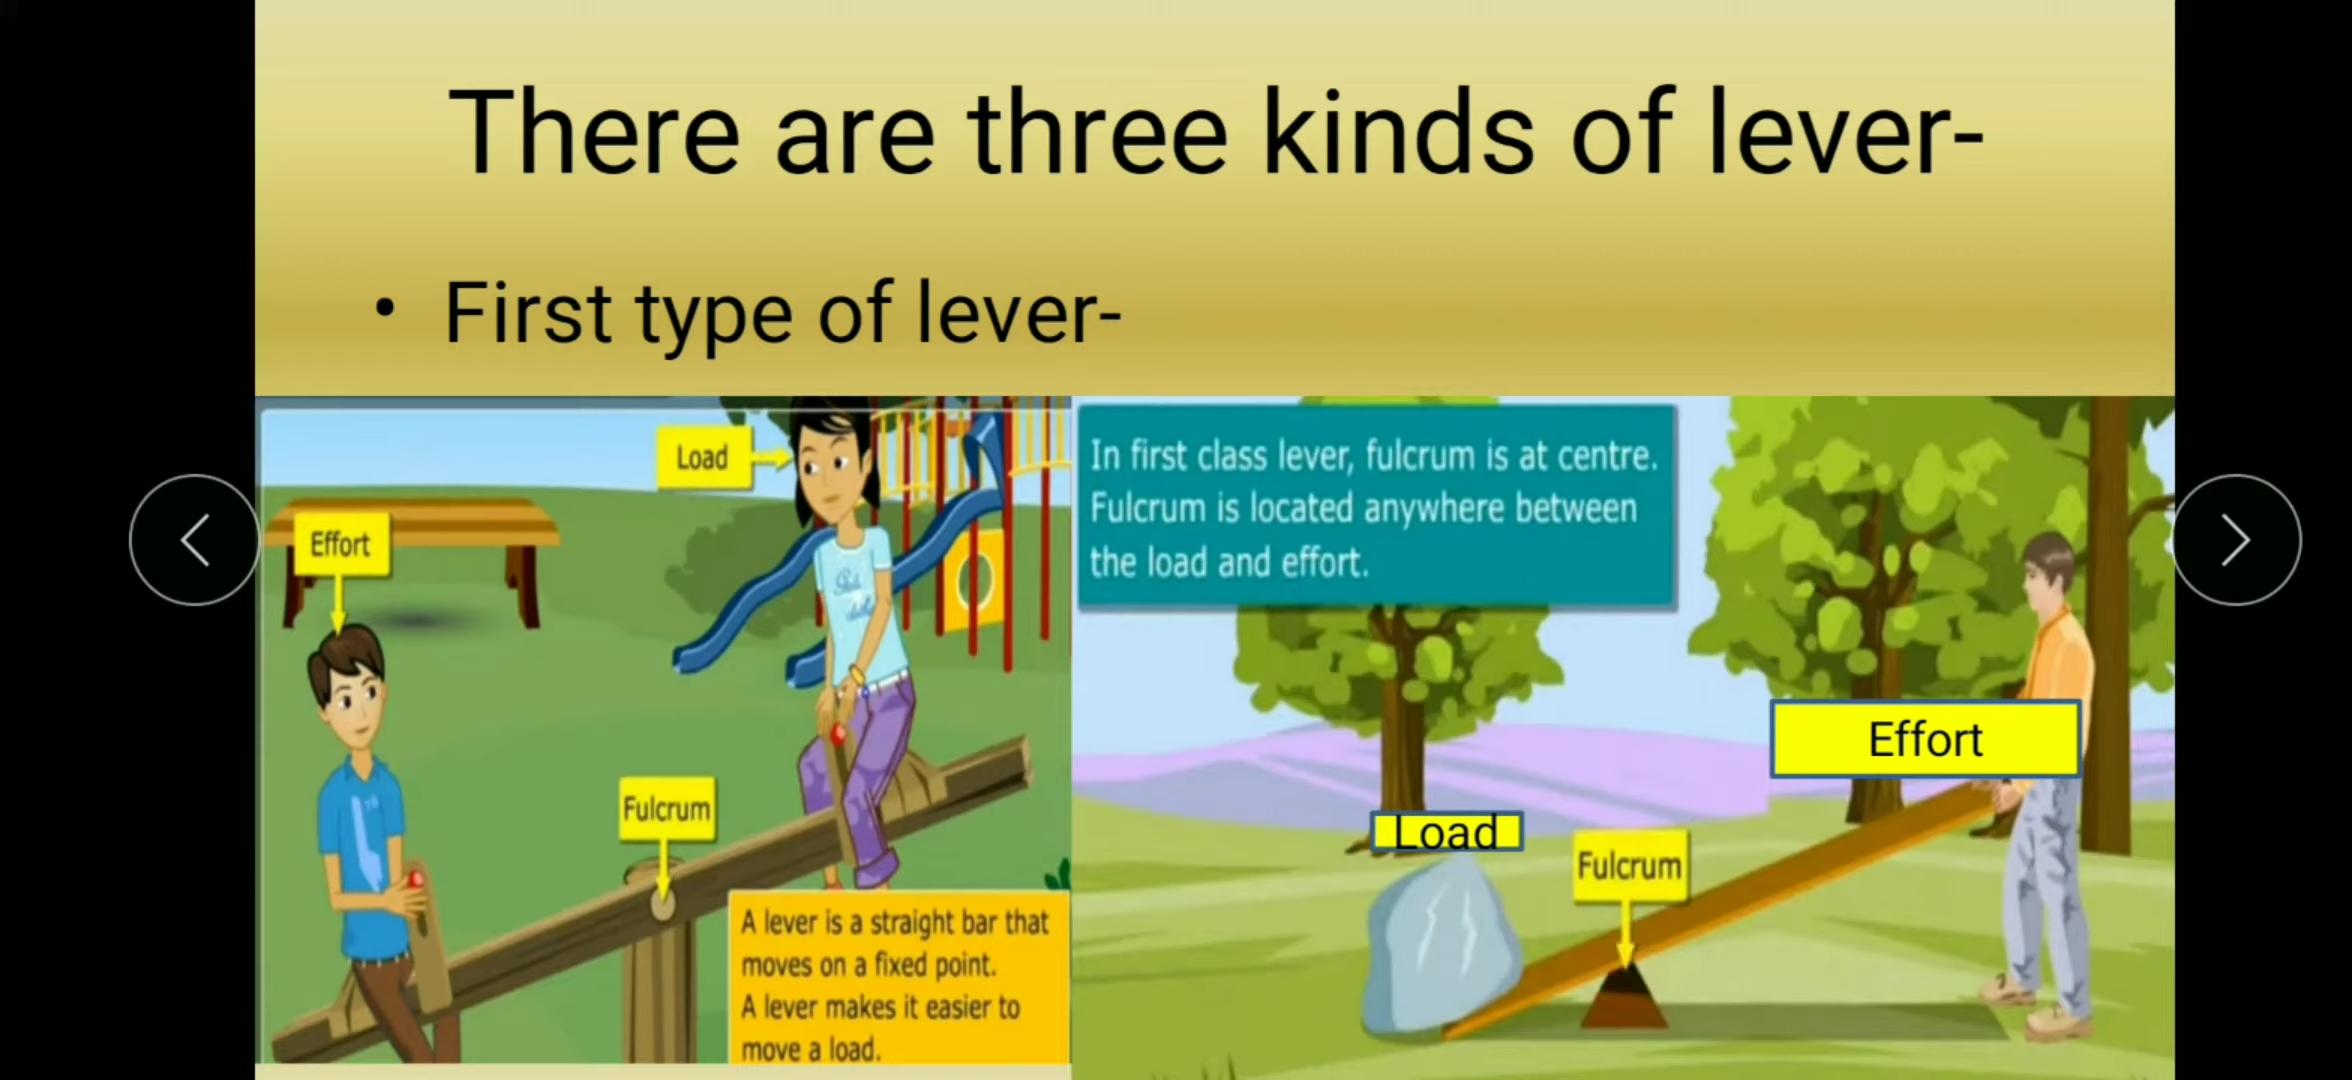 There are three kinds of lever-
• First type of lever-
Load
Effort
Fulcrum
A lever is a straight bar that
moves on a fixed point.
A lever makes it easier to
move a load.
In first class lever, fulcrum is at centre.
Fulcrum is located anywhere between
the load and effort.
Effort
Load
Fulcrum